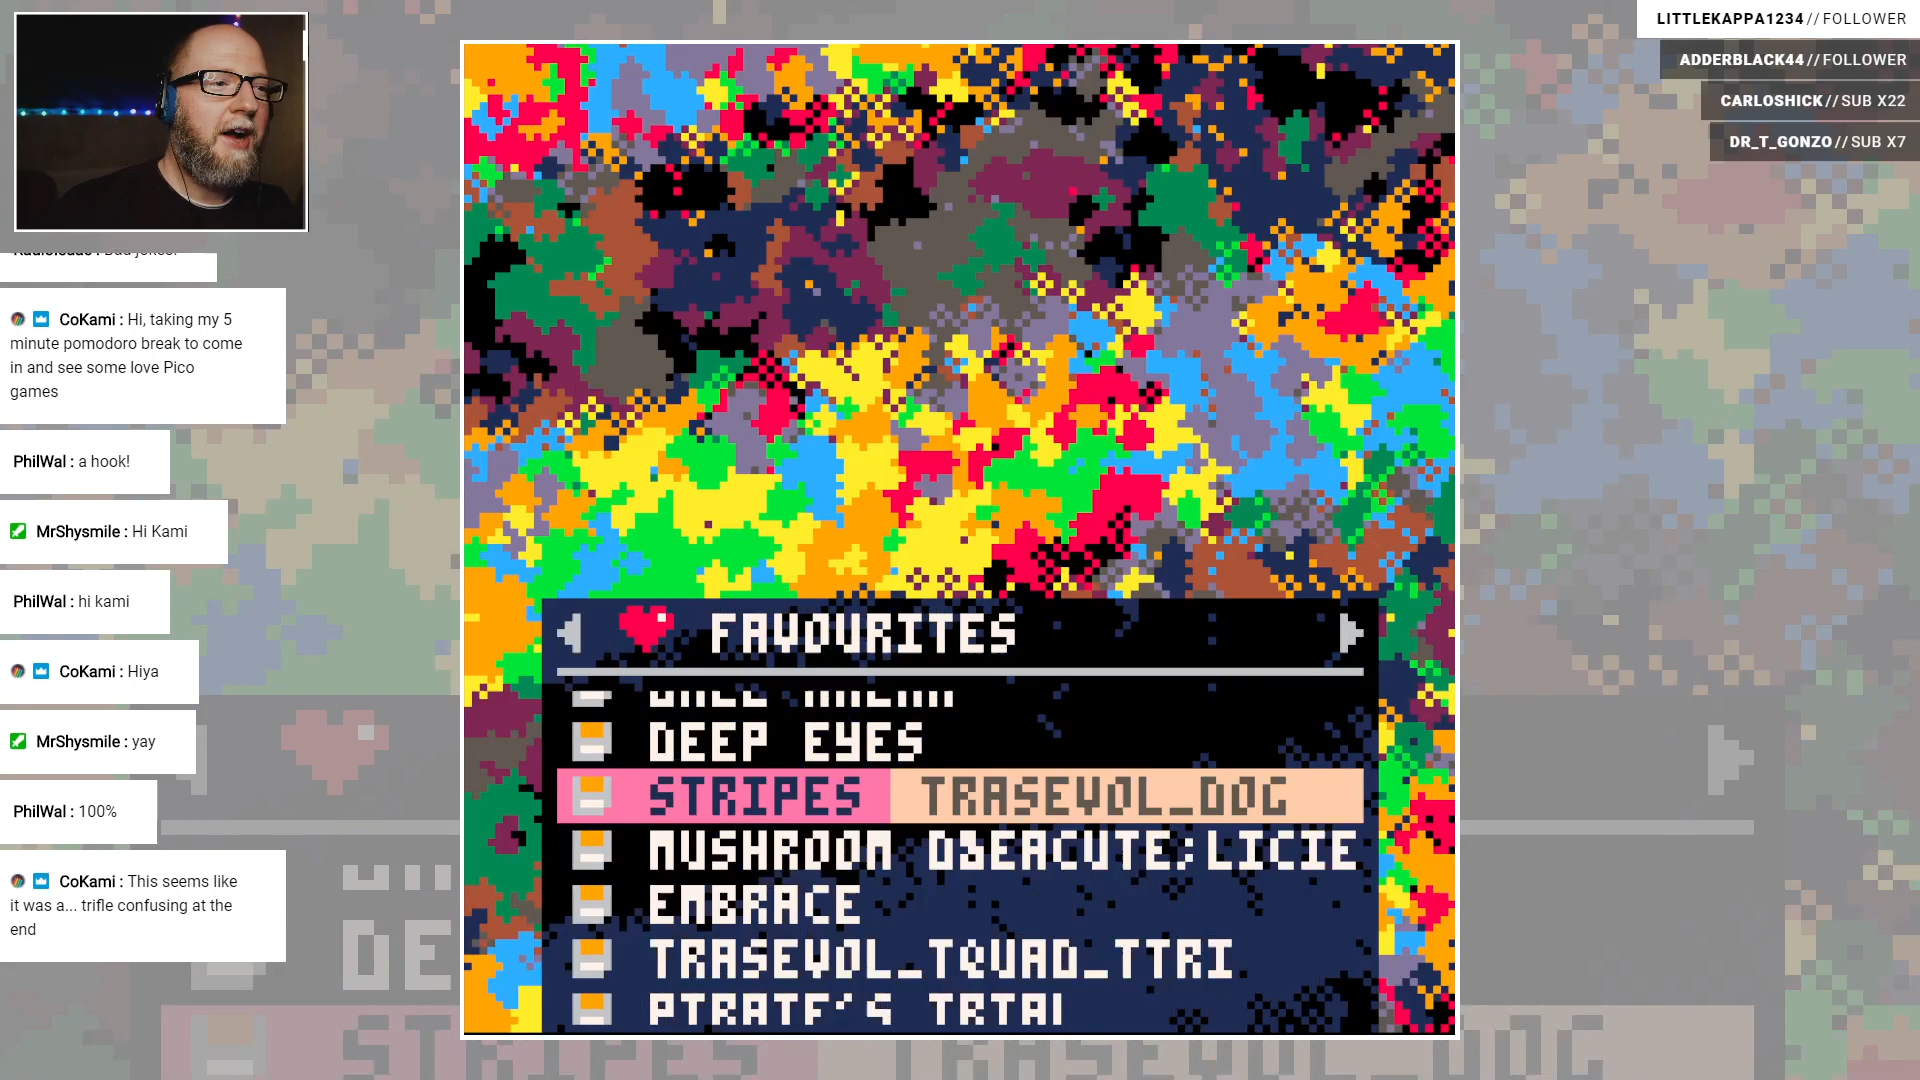 LITTLEKAPPA1234 // FOLLOWER
ADDERBLACK44 // FOLLOWER
CARLOSHICK // SUB X22
DR_T_GONZO // SUB X7
CoKami : Hi, taking my 5
minute pomodoro break to come
in and see some love Pico
games
PhilWal : a hook!
MrShysmile : Hi Kami
PhilWal : hi kami
CoKami : Hiya
MrShysmile : yay
PhilWal : 100%
CoKami : This seems like
it was a... trifle confusing at the
end
FAVOURITES
DEEP EYES
STRIPES TRASEVOL_DOG
MUSHROOM D&EACUTE;LICIE
EMBRACE
TRASEVOL_TQUAD_TTRI